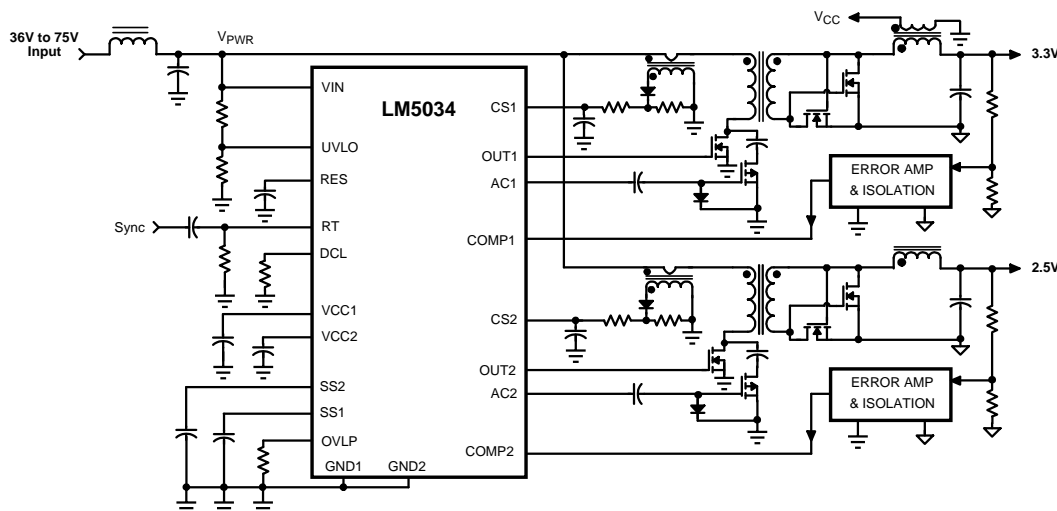 36V to 75V
Input
VPWR
VCC
3.3V
LM5034
VIN
UVLO
RES
RT
DCL
VCC1
VCC2
SS2
SS1
OVLP
GND1
GND2
Sync
CS1
OUT1
AC1
COMP1
CS2
OUT2
AC2
COMP2
ERROR AMP
& ISOLATION
2.5V
ERROR AMP
& ISOLATION